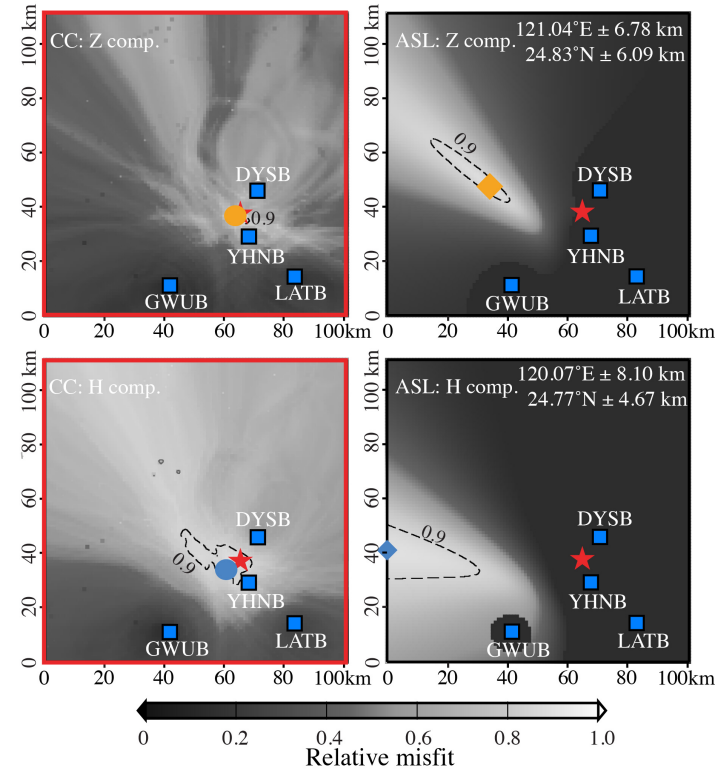 CC: Z comp.
100 km
80
60
40
20
0
DYSB
0.9
YHNB
GWUB
LATB
0 20 40 60 80 100km
ASL: Z comp.
121.04°E ± 6.78 km
24.83°N ± 6.09 km
100 km
80
60
40
20
0
0.9
DYSB
YHNB
GWUB
LATB
0 20 40 60 80 100km
CC: H comp.
100 km
80
60
40
20
0
DYSB
0.9
YHNB
GWUB
LATB
0 20 40 60 80 100km
ASL: H comp.
120.07°E ± 8.10 km
24.77°N ± 4.67 km
100 km
80
60
40
20
0
0.9
DYSB
YHNB
GWUB
LATB
0 20 40 60 80 100km
0 0.2 0.4 0.6 0.8 1.0
Relative misfit